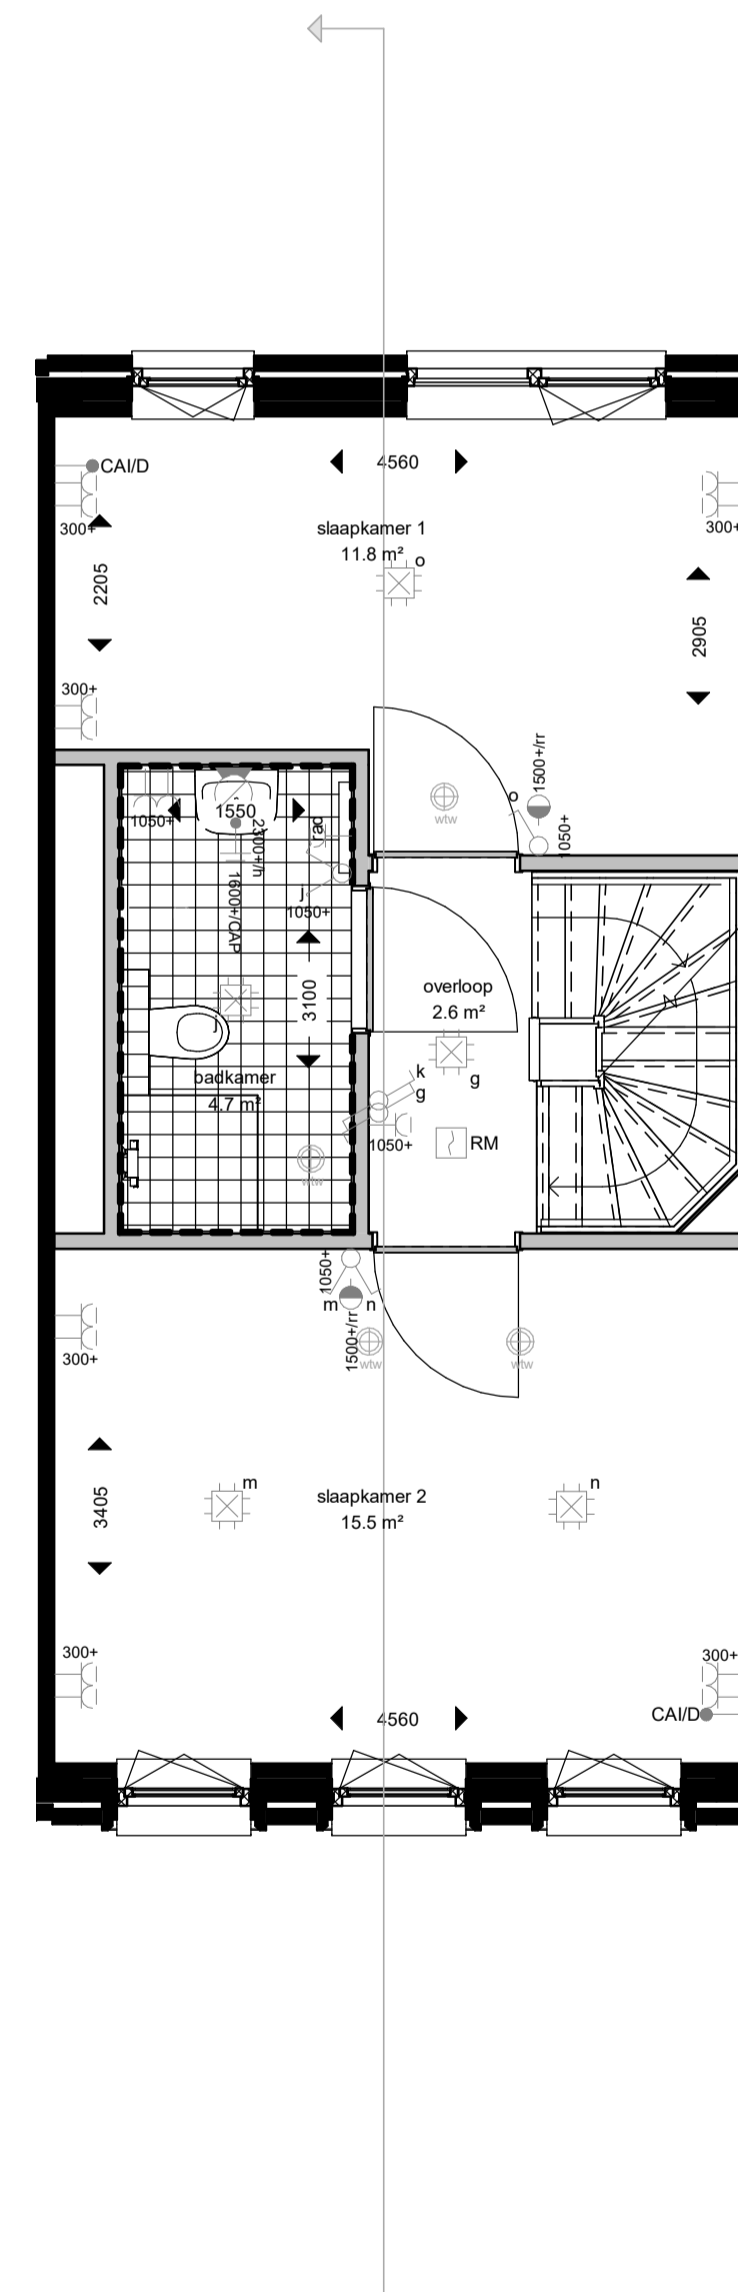 4560
CAI/D
300+
300+
slaapkamer 1
11.8 m²
o
2205
2905
300+
1500+/rr
o
1050+
wtw
1050+
1550
2300+/h
rad
1600+/CAP
j
1050+
3100
j
overloop
2.6 m²
g
badkamer
4.7 m²
k
g
1050+
RM
wtw
1050+
m
n
1500+/rr
wtw
wtw
300+
3405
m
slaapkamer 2
15.5 m²
n
300+
300+
CAI/D
4560